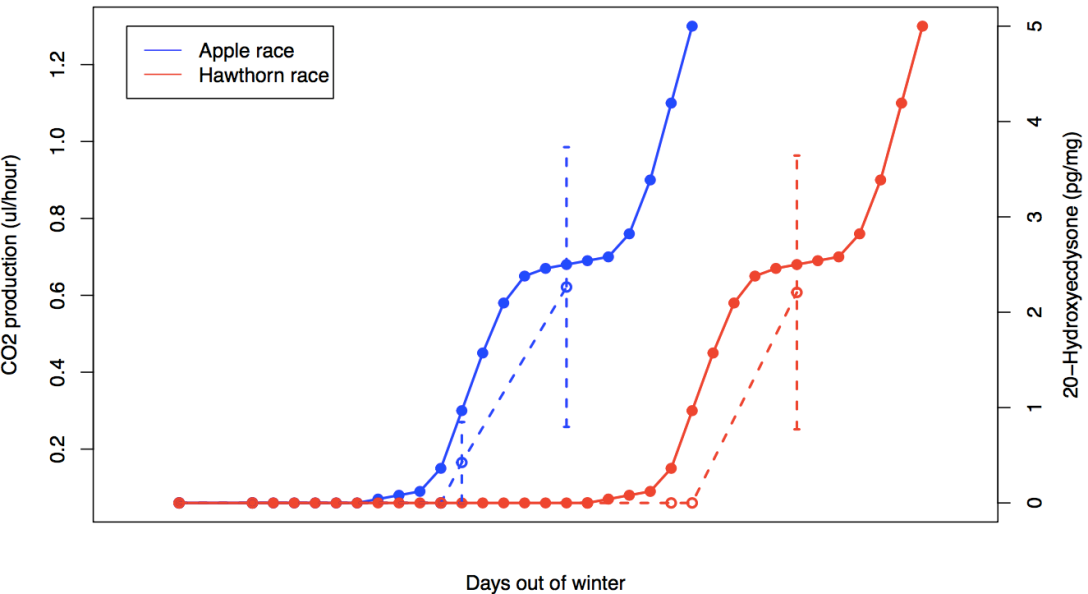 Apple race
Hawthorn race
CO2 production (ul/hour)
1.2
1.0
0.8
0.6
0.4
0.2
5
4
3
2
1
0
20−Hydroxyecdysone (pg/mg)
Days out of winter